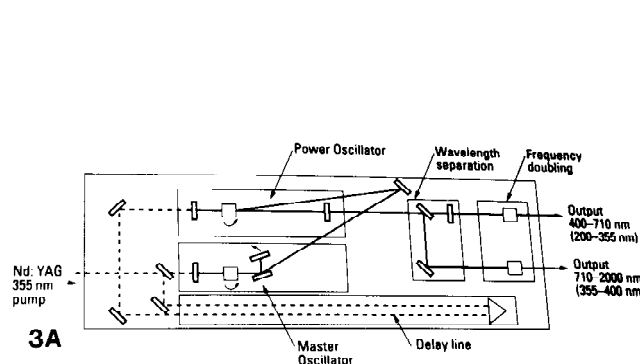 Power Oscillator
Wavelength
separation
Frequency
doubling
Output
400–710 nm
(200–355 nm)
Nd: YAG
355 nm
pump
Output
710–2000 nm
(355–400 nm)
3A
Master
Oscillator
Delay line